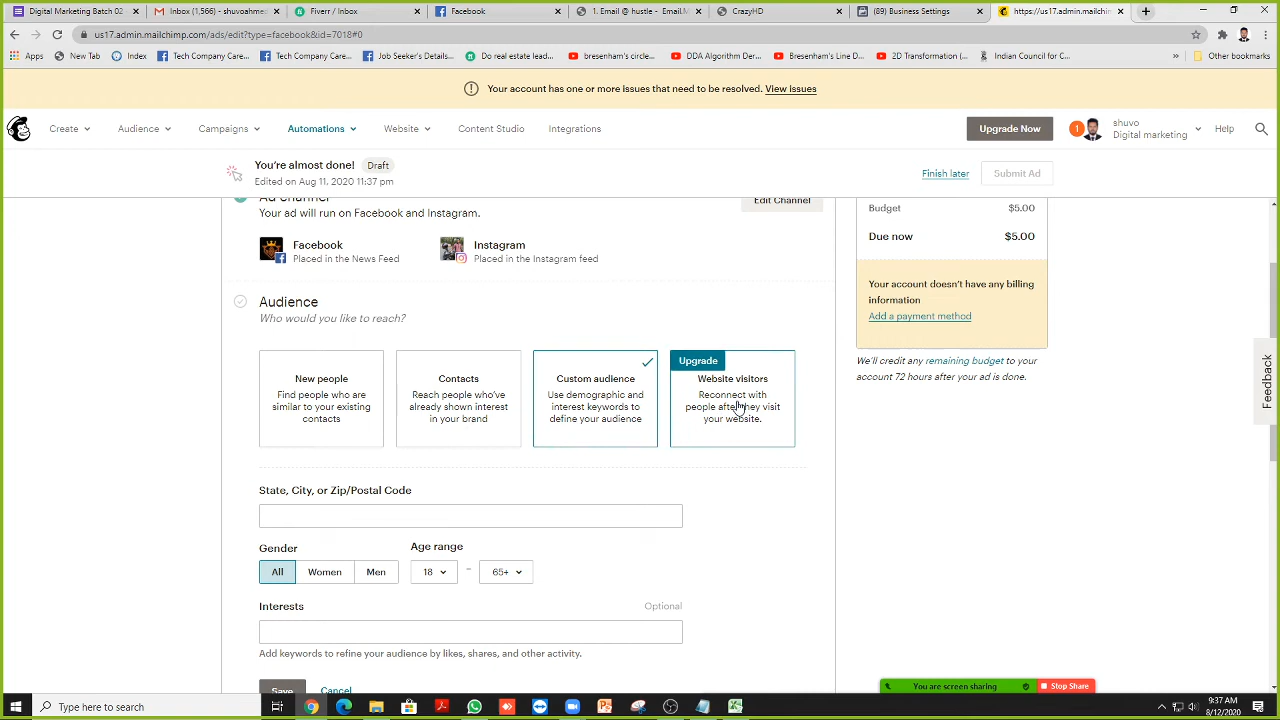 Digital Marketing Batch 02
Inbox (1,566) - shuvoahmes
Fiverr / Inbox
Facebook
1. Email @ hustle - Email.M
CrazyHD
(89) Business Settings
https://us17.admin.mailchimp
us17.admin.mailchimp.com/ads/edit?type=facebook&id=7018#0
Apps
New Tab
Index
Tech Company Care...
Tech Company Care...
Job Seeker's Details...
Do real estate lead...
bresenham's circle...
DDA Algorithm Der...
Bresenham's Line D...
2D Transformation (...
Indian Council for C...
»
Other bookmarks
Your account has one or more issues that need to be resolved. View issues
Create
Audience
Campaigns
Automations
Website
Content Studio
Integrations
Upgrade Now
1
shuvo
Digital marketing
Help
You're almost done! Draft
Edited on Aug 11, 2020 11:37 pm
Finish later
Submit Ad
Ad channel
Your ad will run on Facebook and Instagram.
Edit Channel
Facebook
Placed in the News Feed
Instagram
Placed in the Instagram feed
Budget $5.00
Due now $5.00
Your account doesn't have any billing
information
Add a payment method
We'll credit any remaining budget to your
account 72 hours after your ad is done.
Audience
Who would you like to reach?
New people
Find people who are
similar to your existing
contacts
Contacts
Reach people who've
already shown interest
in your brand
Custom audience
Use demographic and
interest keywords to
define your audience
Upgrade
Website visitors
Reconnect with
people after they visit
your website.
State, City, or Zip/Postal Code
Gender
All
Women
Men
Age range
18
-
65+
Interests
Optional
Add keywords to refine your audience by likes, shares, and other activity.
Save
Cancel
Feedback
You are screen sharing
Stop Share
Type here to search
9:37 AM
8/12/2020